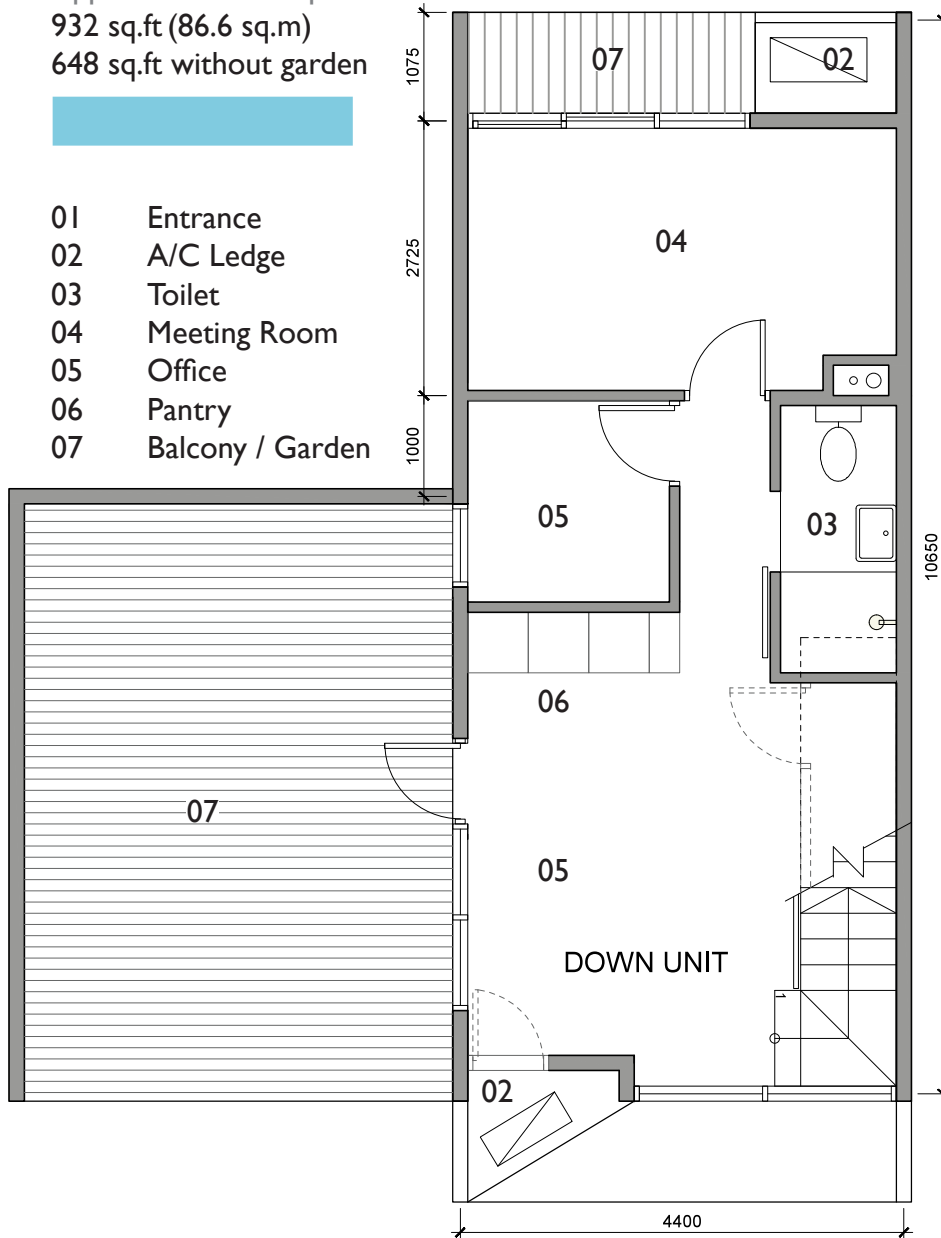 932 sq.ft (86.6 sq.m)
648 sq.ft without garden
01 Entrance
02 A/C Ledge
03 Toilet
04 Meeting Room
05 Office
06 Pantry
07 Balcony / Garden
1075
2725
1000
10650
4400
07
02
04
05
03
06
07
05
DOWN UNIT
1
02